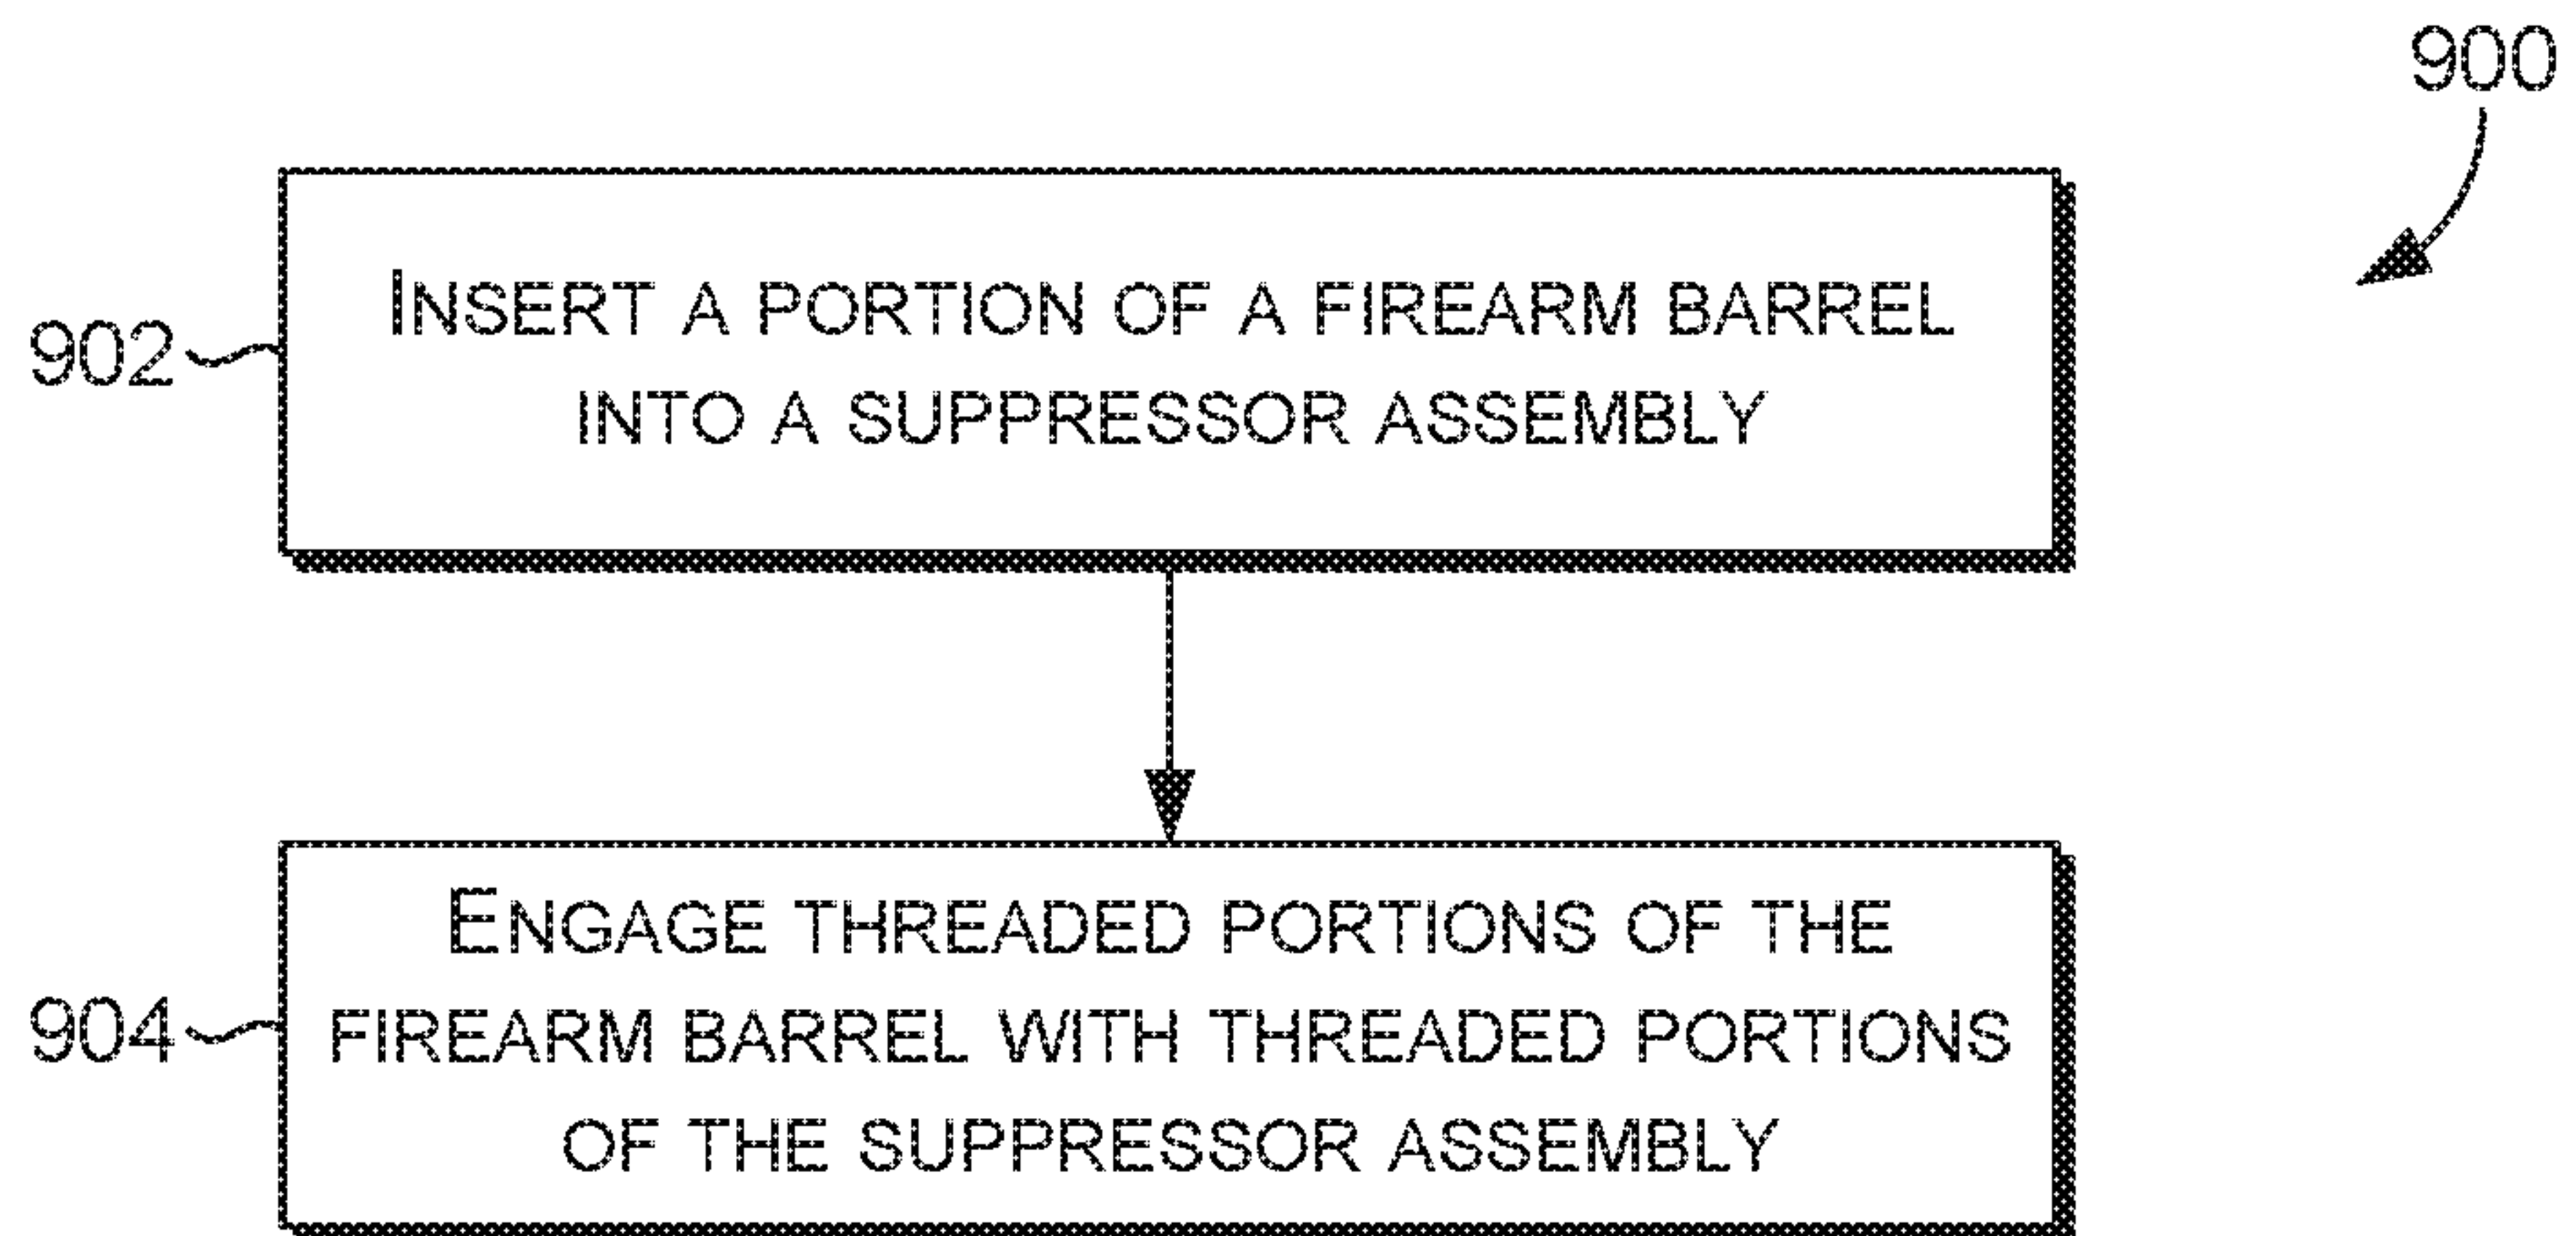 900
902
INSERT A PORTION OF A FIREARM BARREL
INTO A SUPPRESSOR ASSEMBLY
904
ENGAGE THREADED PORTIONS OF THE
FIREARM BARREL WITH THREADED PORTIONS
OF THE SUPPRESSOR ASSEMBLY